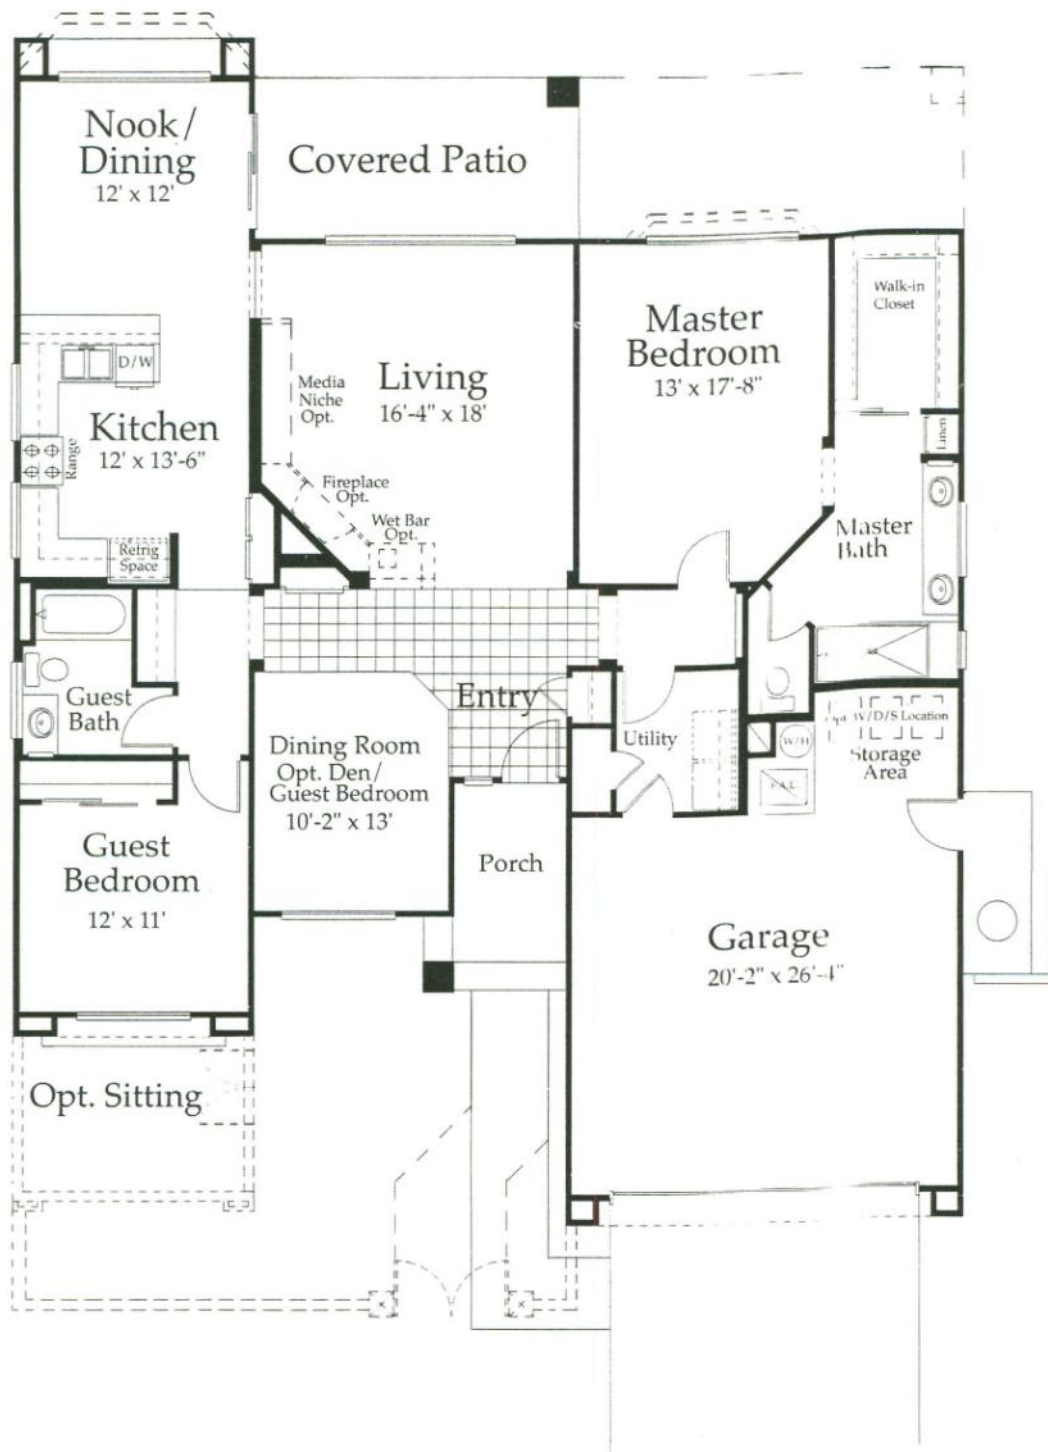 Nook/
Dining
12' x 12'
Covered Patio
Walk-in
Closet
Master
Bedroom
13' x 17'-8"
D/W
Media
Niche
Opt.
Living
16'-4" x 18'
Kitchen
12' x 13'-6"
Range
Linen
Fireplace
Opt.
Wet Bar
Opt.
Master
Bath
Refrig
Space
Guest
Bath
Entry
Utility
W/H
Opt. W/D/S Location
Storage
Area
F.A.U.
Dining Room
Opt. Den/
Guest Bedroom
10'-2" x 13'
Guest
Bedroom
12' x 11'
Porch
Garage
20'-2" x 26'-4"
Opt. Sitting
x
x